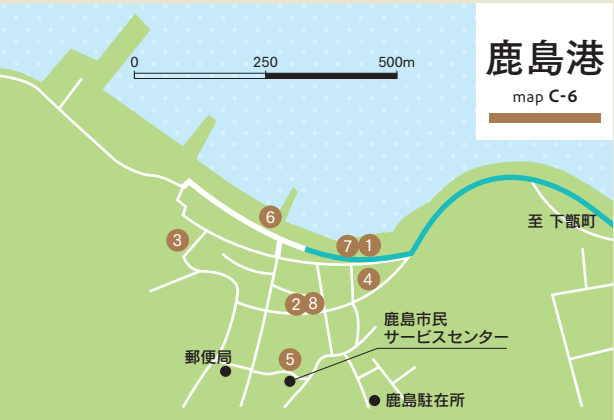 鹿島港
map C-6
0 250 500m
至 下甑町
6
3
7 1
4
2 8
鹿島市民
サービスセンター
郵便局
5
鹿島駐在所